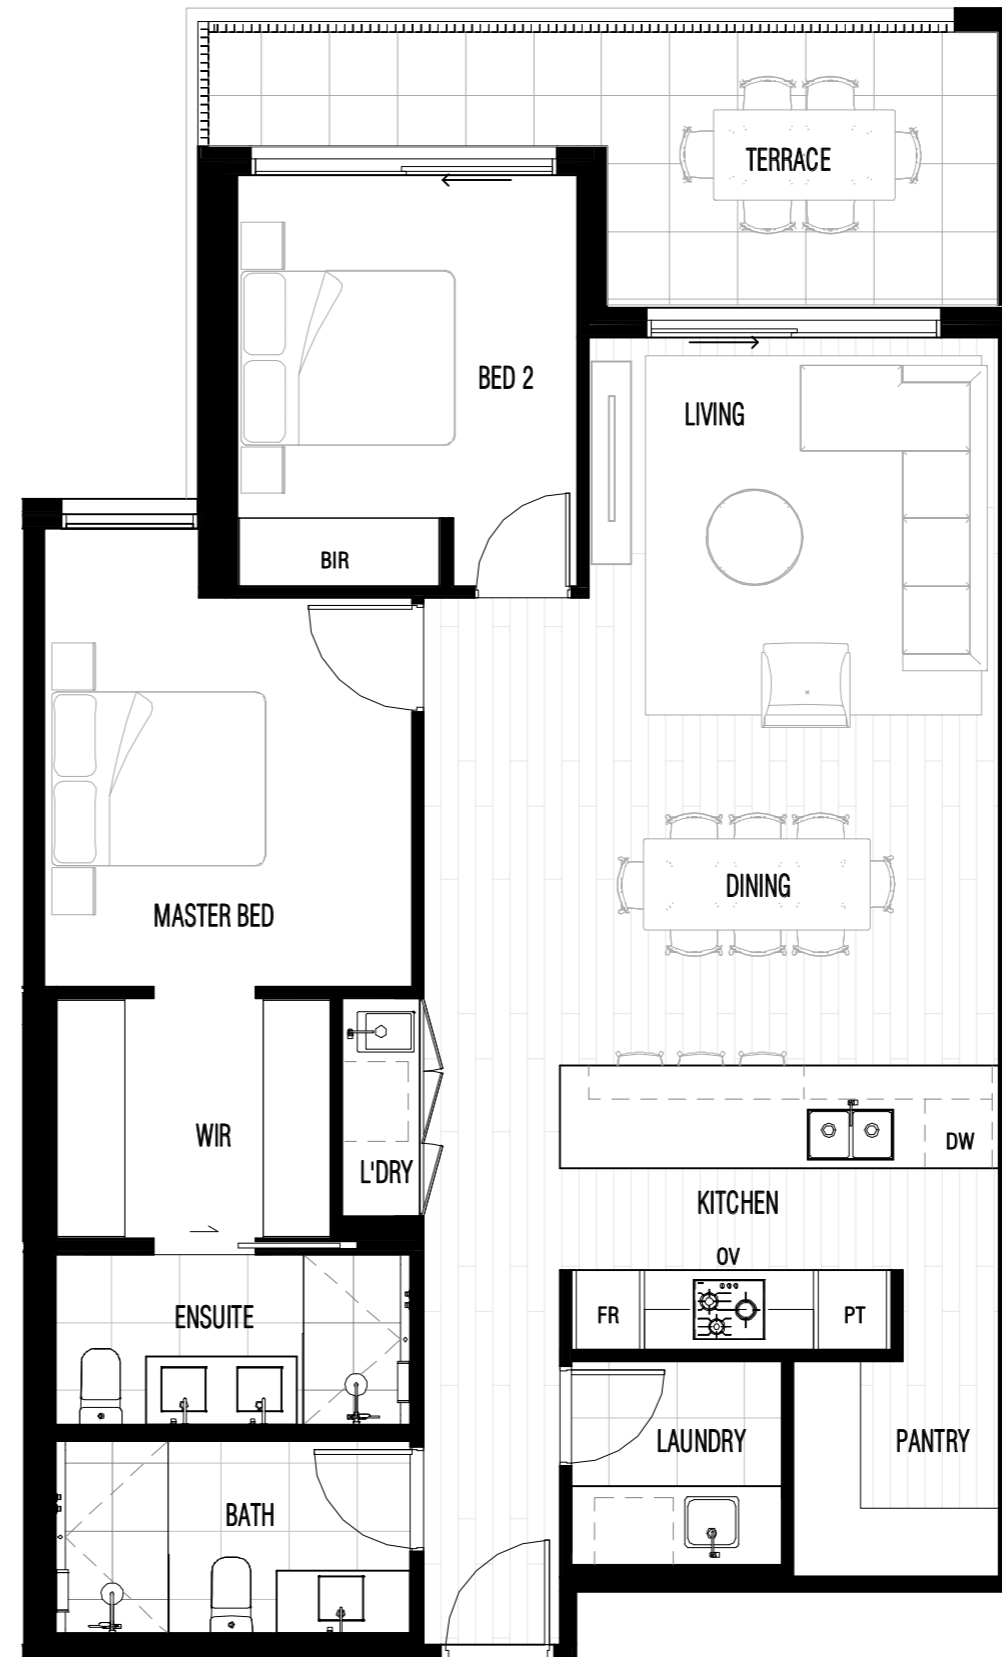 TERRACE
BED 2
LIVING
BIR
DINING
MASTER BED
WIR
DW
L'DRY
KITCHEN
OV
FR
PT
ENSUITE
LAUNDRY
PANTRY
BATH